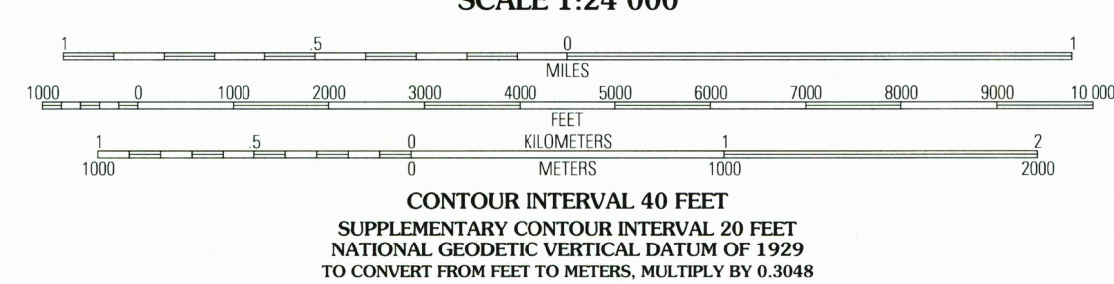 SCALE 1:24 000
1 .5 0 1
MILES
1000 0 1000 2000 3000 4000 5000 6000 7000 8000 9000 10 000
FEET
1 .5 0 KILOMETERS 1 2
1000 0 METERS 1000 2000
CONTOUR INTERVAL 40 FEET
SUPPLEMENTARY CONTOUR INTERVAL 20 FEET
NATIONAL GEODETIC VERTICAL DATUM OF 1929
TO CONVERT FROM FEET TO METERS, MULTIPLY BY 0.3048